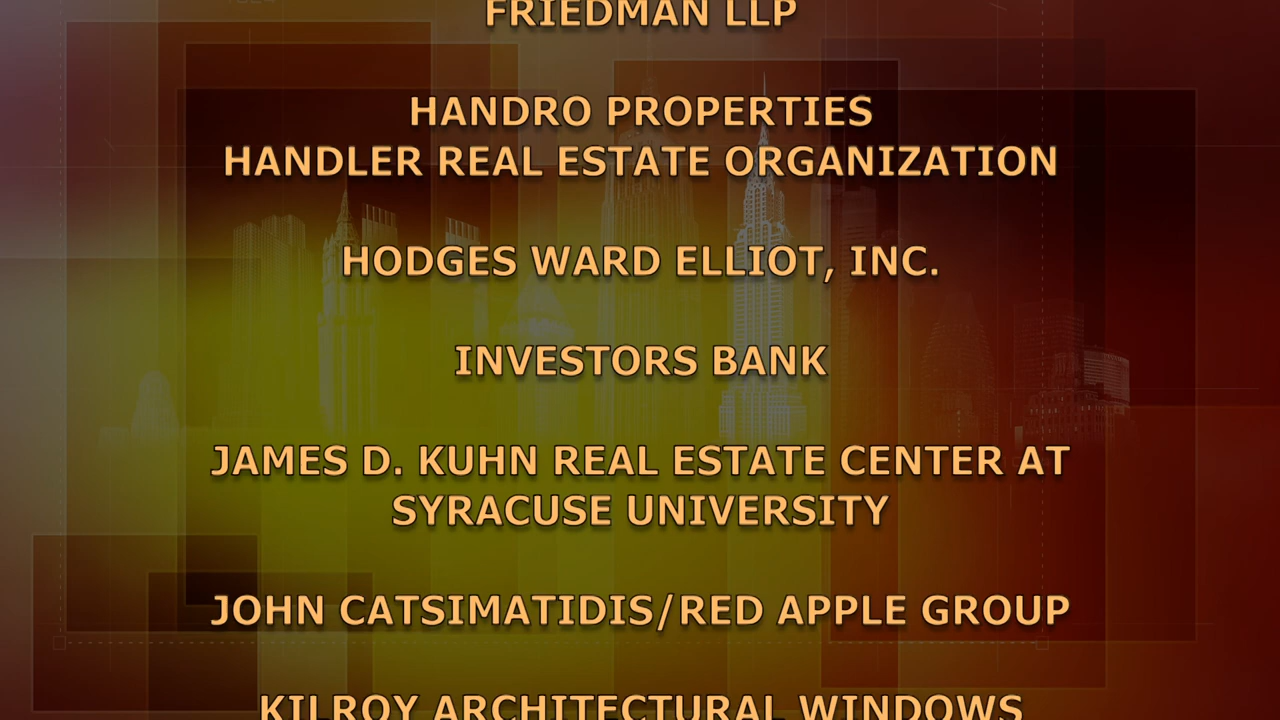 FRIEDMAN LLP
HANDRO PROPERTIES
HANDLER REAL ESTATE ORGANIZATION
HODGES WARD ELLIOT, INC.
INVESTORS BANK
JAMES D. KUHN REAL ESTATE CENTER AT
SYRACUSE UNIVERSITY
JOHN CATSIMATIDIS/RED APPLE GROUP
KILROY ARCHITECTURAL WINDOWS